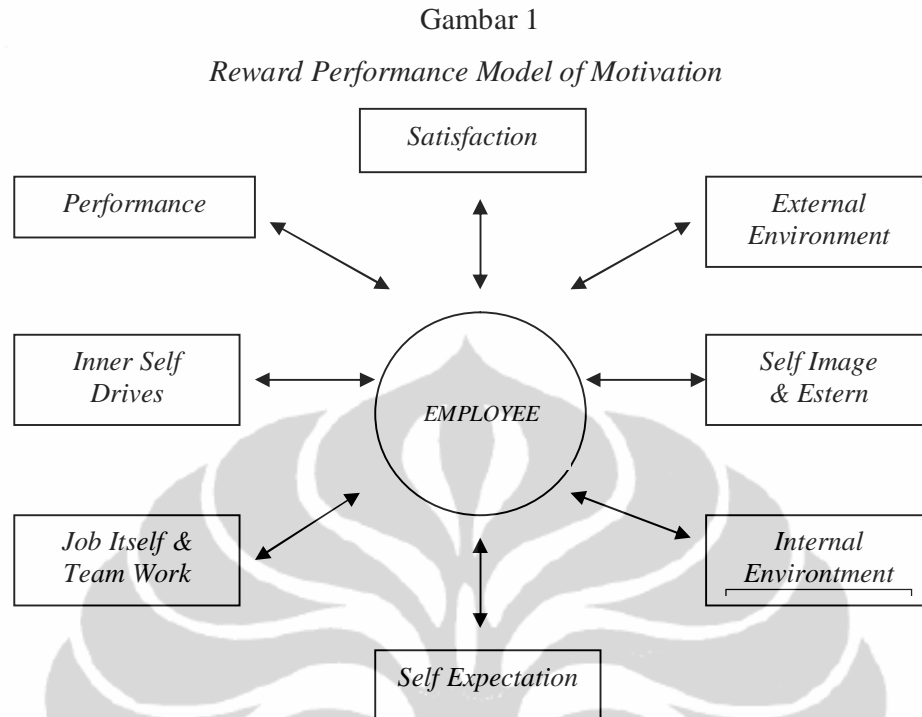 Gambar 1
Reward Performance Model of Motivation
Satisfaction
Performance
External
Environment
Inner Self
Drives
EMPLOYEE
Self Image
& Estern
Job Itself &
Team Work
Internal
Environtment
Self Expectation